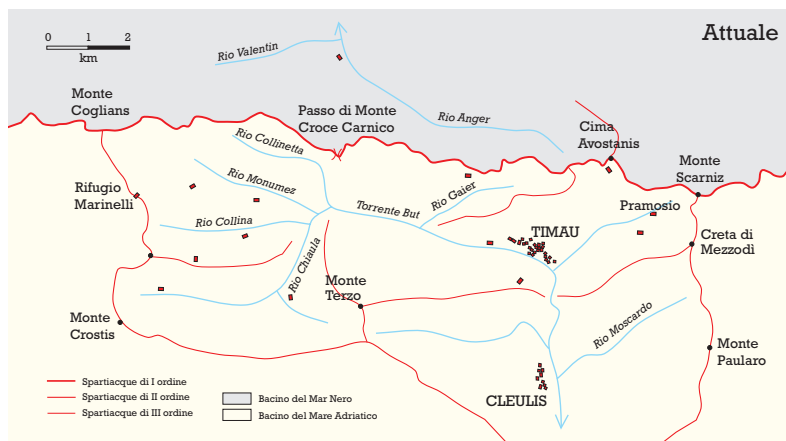 Attuale
0 1 2
km
Rio Valentin
Monte
Coglians
Passo di Monte
Croce Carnico
Rio Anger
Cima
Avostanis
Rio Collinetta
Monte
Scarniz
Rio Monumez
Rifugio
Marinelli
Rio Gaier
Torrente But
Pramosio
Rio Collina
TIMAU
Creta di
Mezzodì
Rio Chiaula
Monte
Terzo
Monte
Crostis
Rio Moscardo
Monte
Paularo
Spartiacque di I ordine
Spartiacque di II ordine
Spartiacque di III ordine
Bacino del Mar Nero
Bacino del Mare Adriatico
CLEULIS